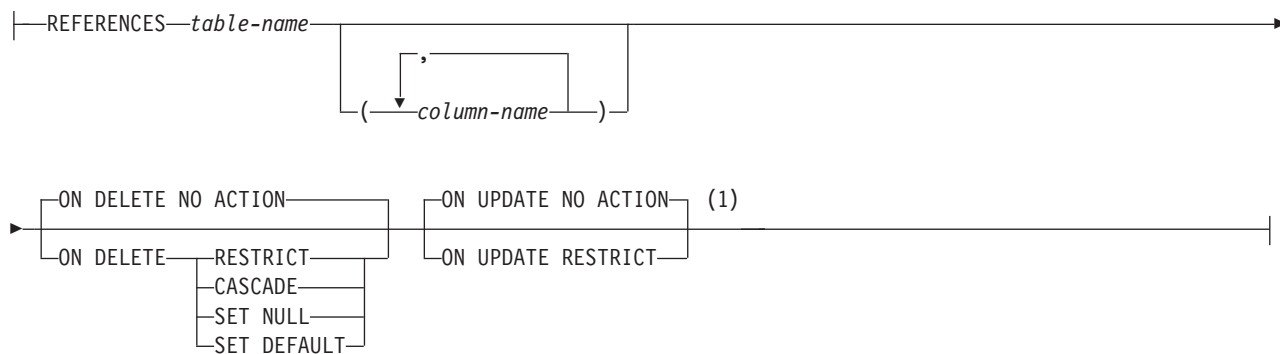 REFERENCES table-name
,
( column-name )
ON DELETE NO ACTION ON UPDATE NO ACTION (1)
ON DELETE RESTRICT ON UPDATE RESTRICT
CASCADE
SET NULL
SET DEFAULT